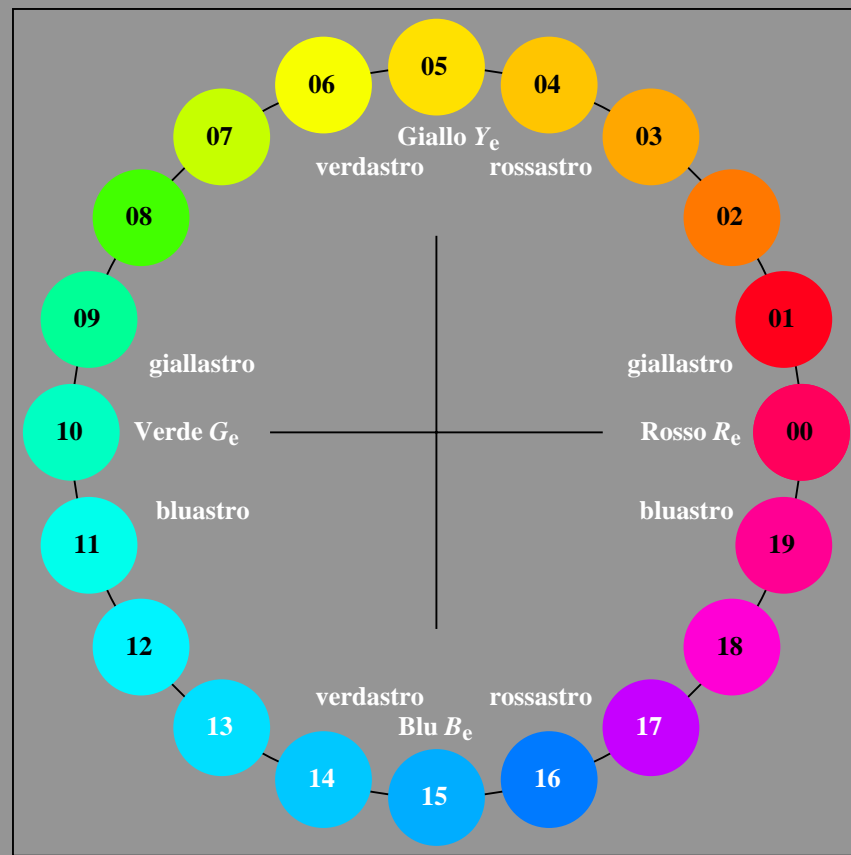 05
06
04
07
Giallo Ye
03
verdastro
rossastro
08
02
09
01
giallastro
giallastro
10
Verde Ge
Rosso Re
00
bluastro
bluastro
11
19
12
18
verdastro
rossastro
13
Blu Be
17
14
16
15